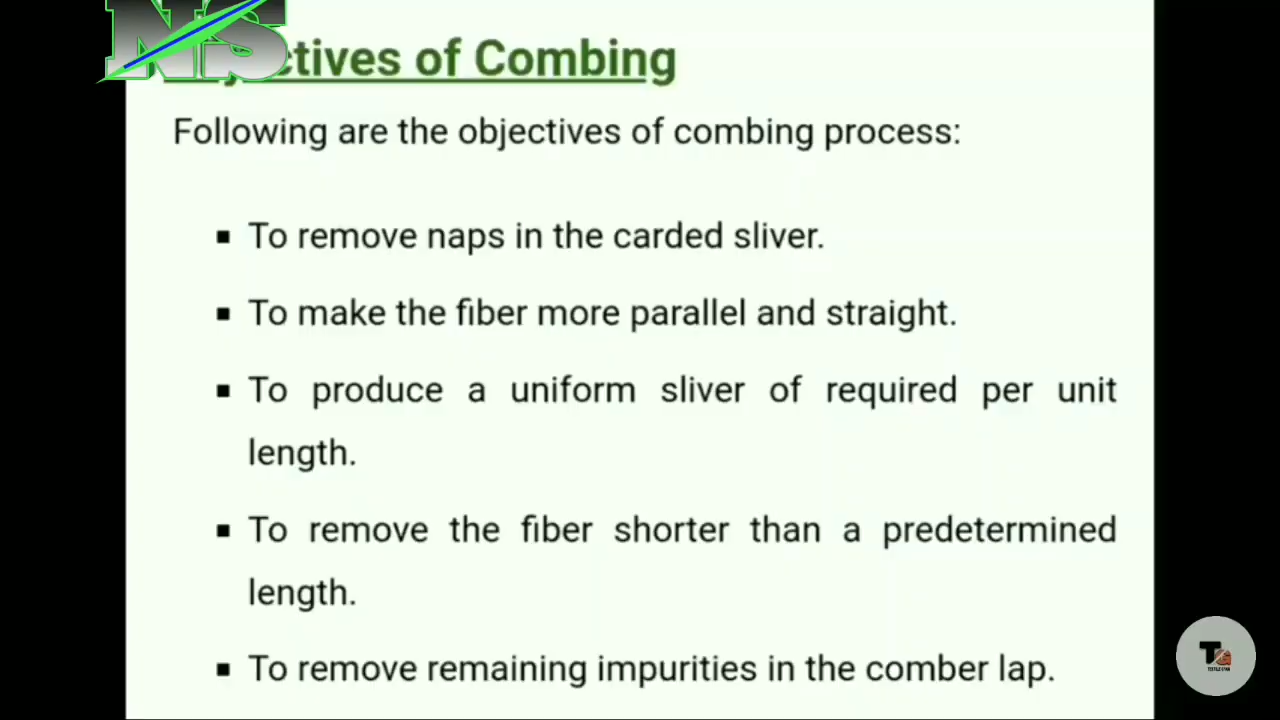 NS
ctives of Combing
Following are the objectives of combing process:
▪ To remove naps in the carded sliver.
▪ To make the fiber more parallel and straight.
▪ To produce a uniform sliver of required per unit
length.
▪ To remove the fiber shorter than a predetermined
length.
▪ To remove remaining impurities in the comber lap.